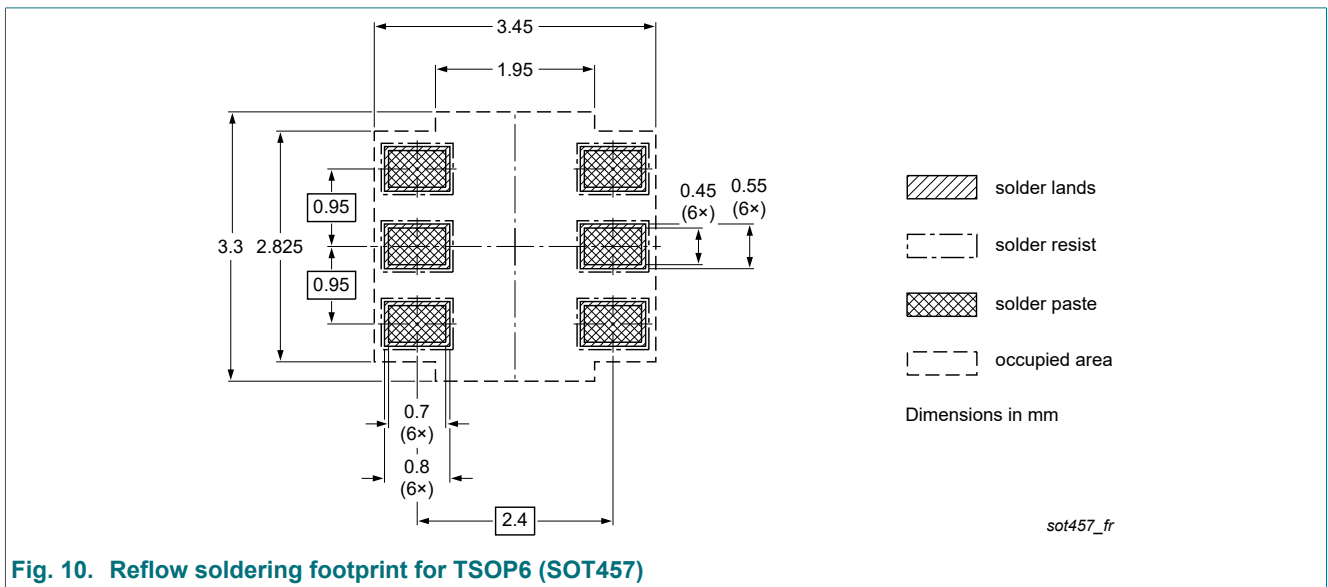 3.45
1.95
0.95
3.3 2.825
0.95
0.45
(6×)
0.55
(6×)
0.7
(6×)
0.8
(6×)
2.4
solder lands
solder resist
solder paste
occupied area
Dimensions in mm
sot457_fr
Fig. 10. Reflow soldering footprint for TSOP6 (SOT457)